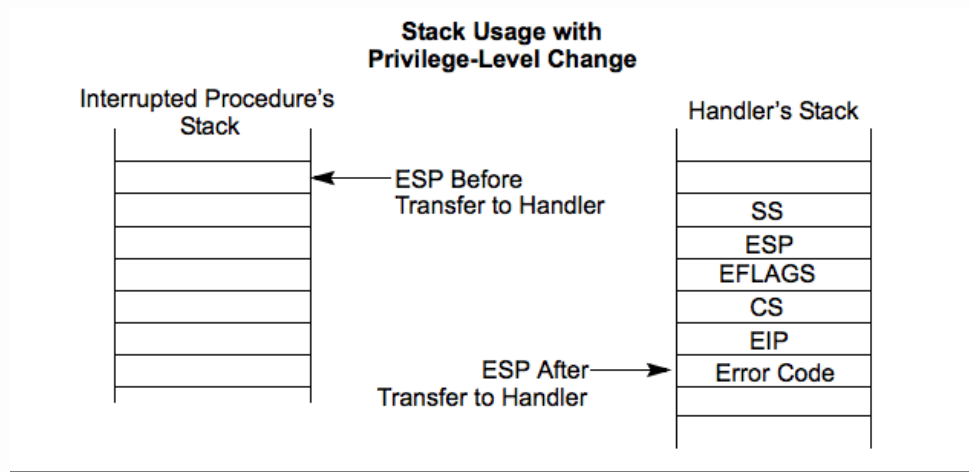 Stack Usage with
Privilege-Level Change
Interrupted Procedure's
Stack
Handler's Stack
ESP Before
Transfer to Handler
SS
ESP
EFLAGS
CS
EIP
ESP After
Transfer to Handler
Error Code